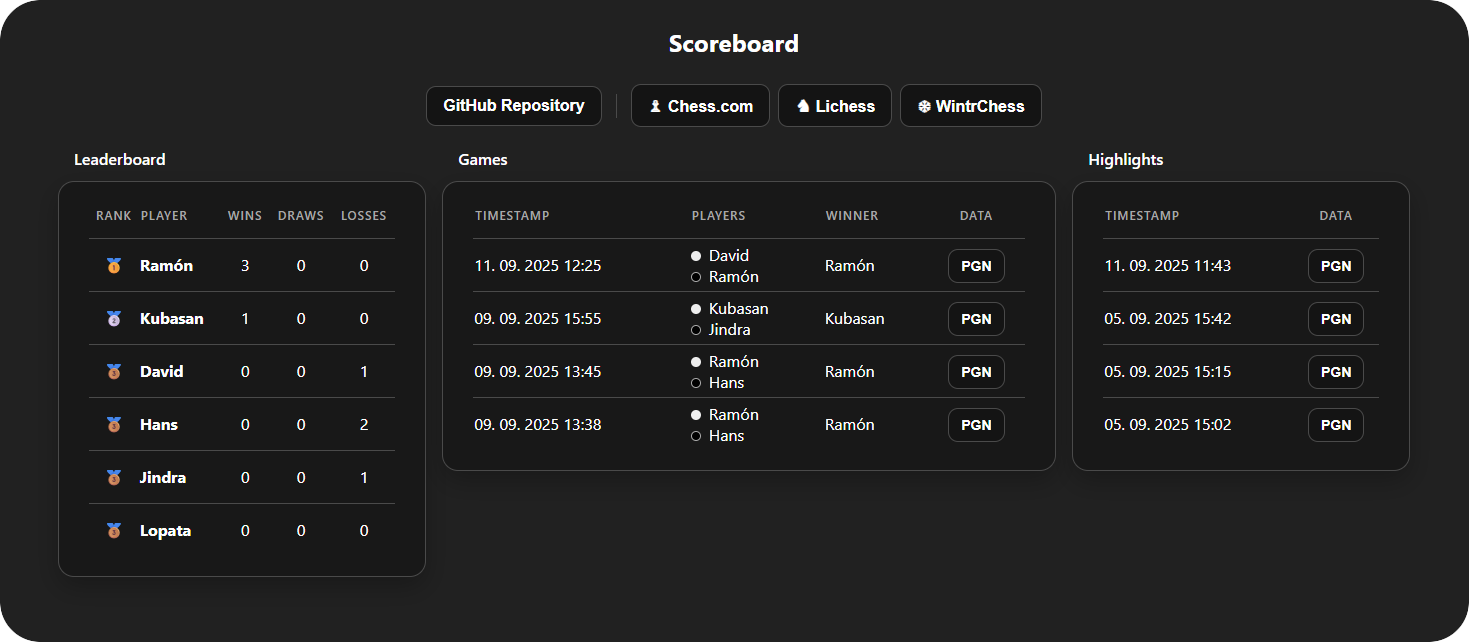 Scoreboard
GitHub Repository
♟ Chess.com
♞ Lichess
❄ WintrChess
Leaderboard
RANK PLAYER WINS DRAWS LOSSES
🥇 Ramón 3 0 0
🥈 Kubasan 1 0 0
🥉 David 0 0 1
🥉 Hans 0 0 2
🥉 Jindra 0 0 1
🥉 Lopata 0 0 0
Games
TIMESTAMP PLAYERS WINNER DATA
11. 09. 2025 12:25 David Ramón PGN
Ramón
09. 09. 2025 15:55 Kubasan Kubasan PGN
Jindra
09. 09. 2025 13:45 Ramón Ramón PGN
Hans
09. 09. 2025 13:38 Ramón Ramón PGN
Hans
Highlights
TIMESTAMP DATA
11. 09. 2025 11:43 PGN
05. 09. 2025 15:42 PGN
05. 09. 2025 15:15 PGN
05. 09. 2025 15:02 PGN